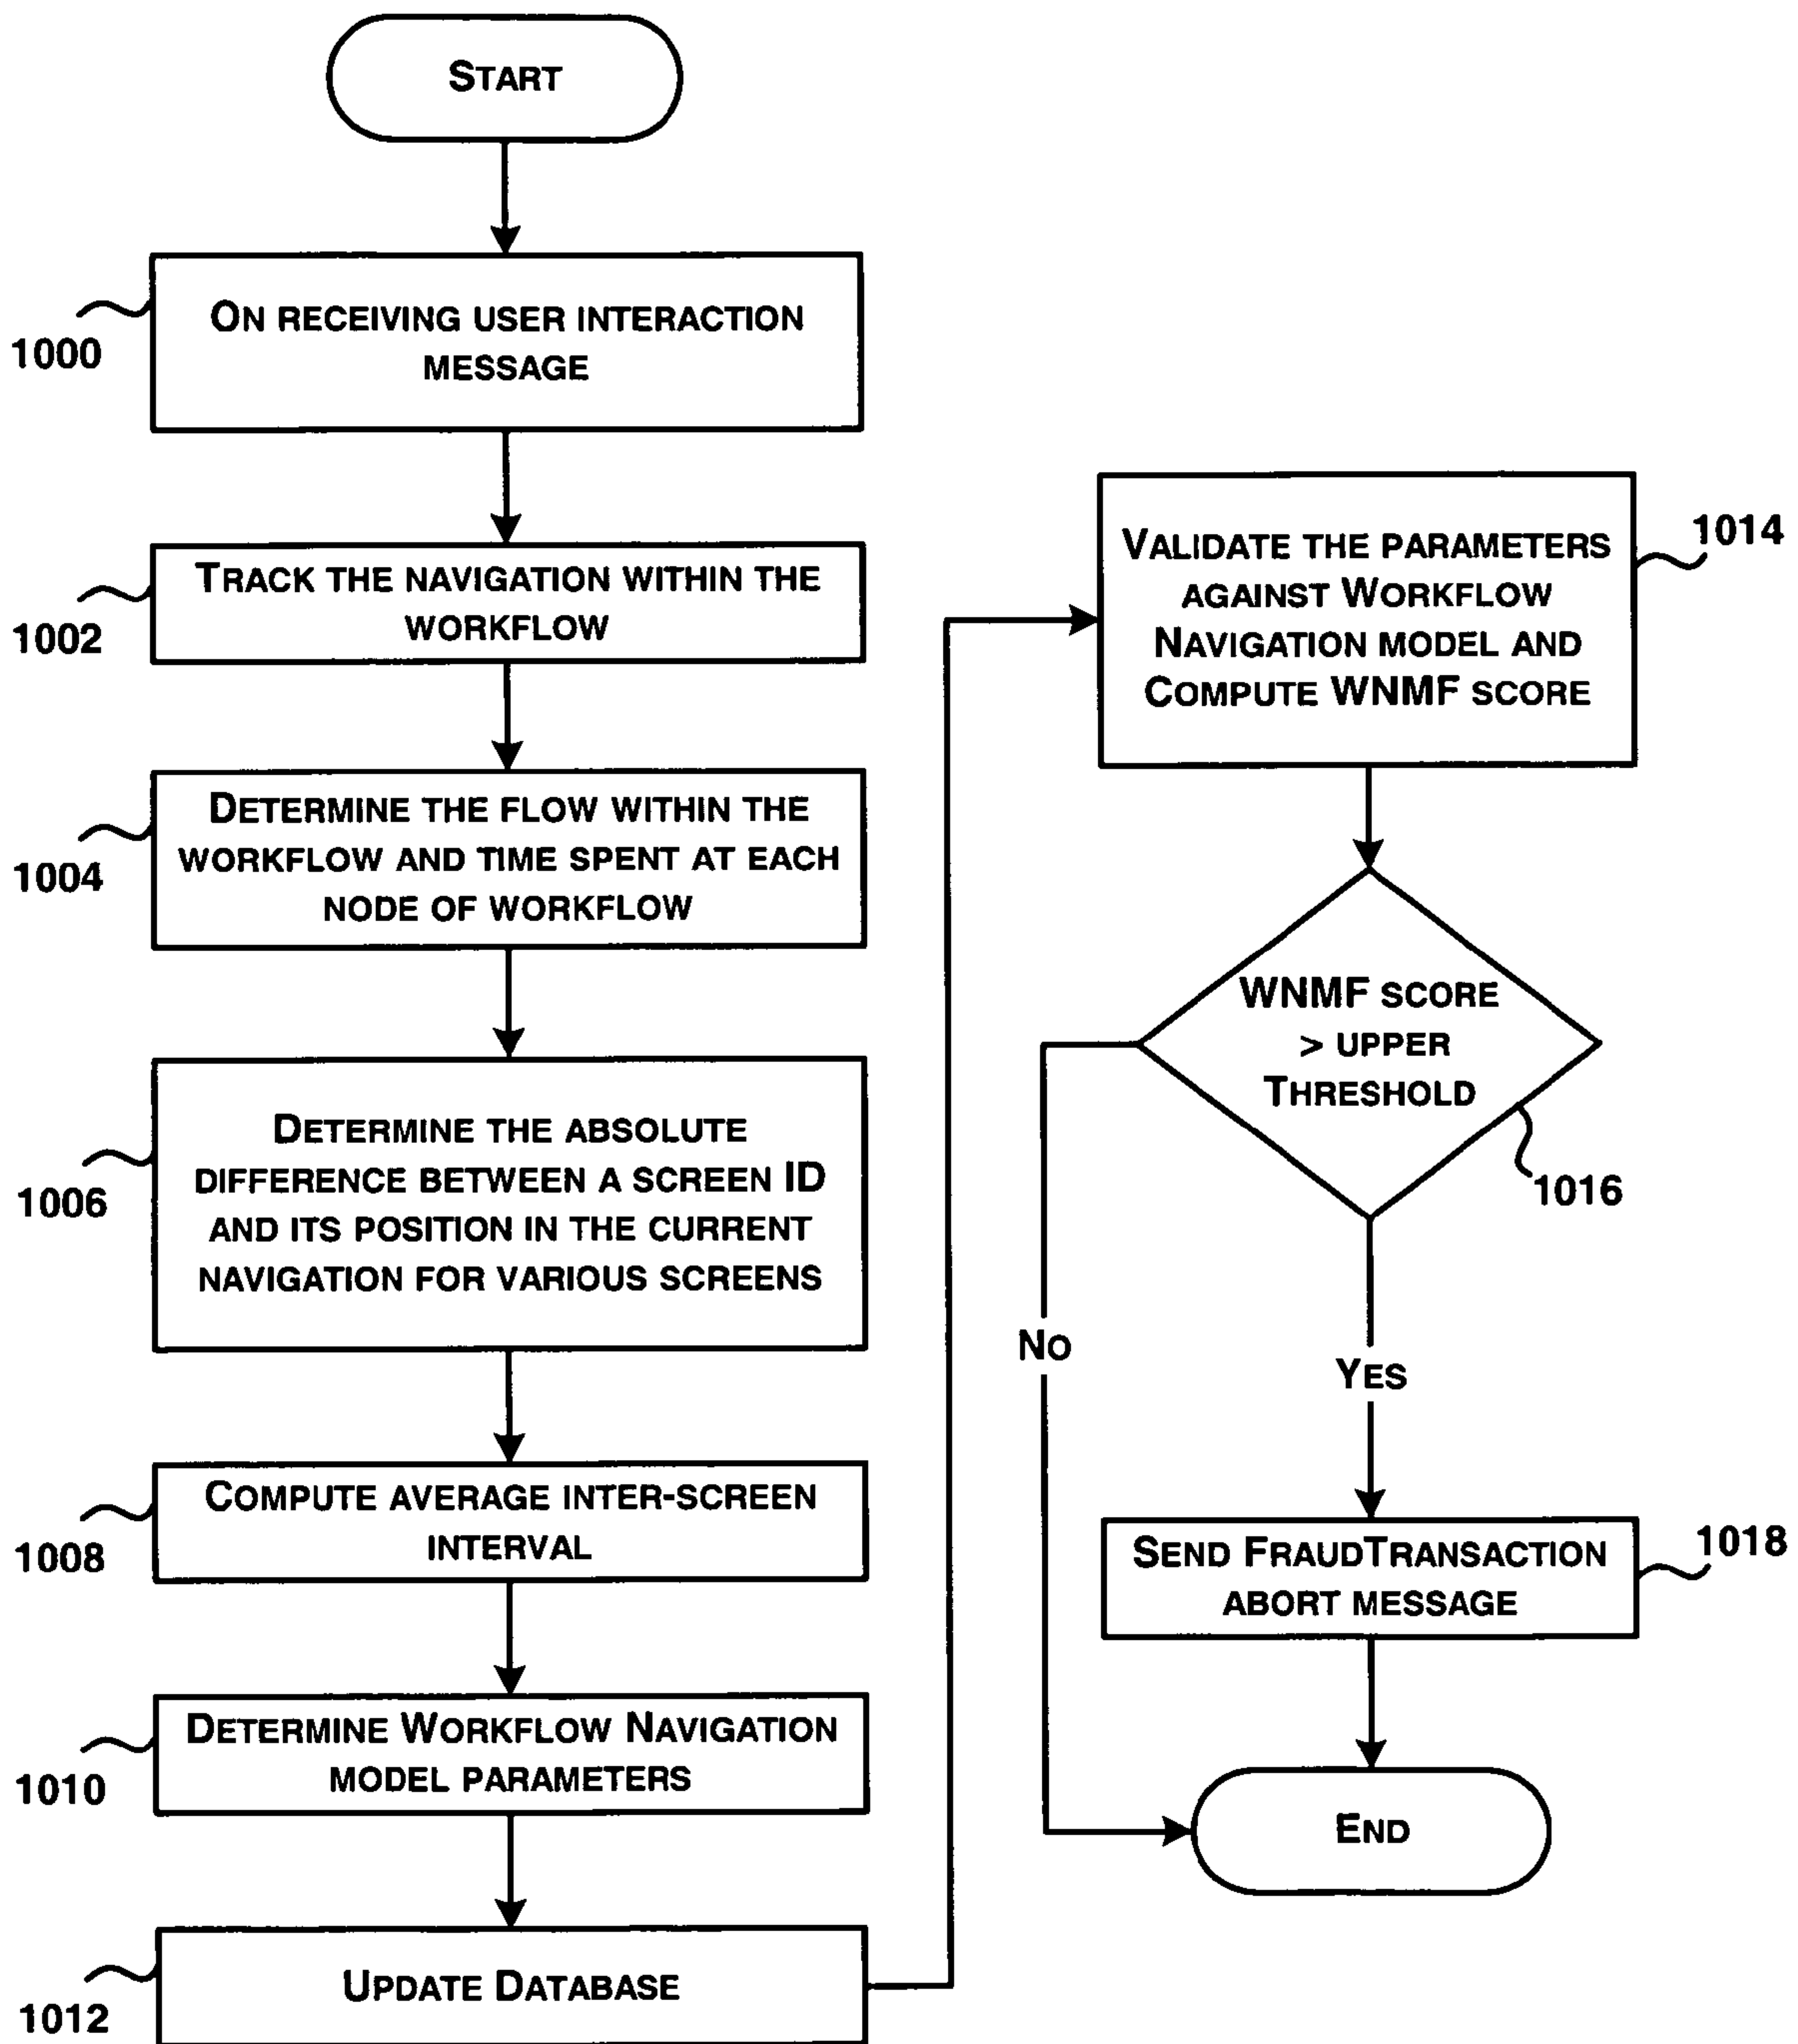 START
ON RECEIVING USER INTERACTION
MESSAGE
1000
TRACK THE NAVIGATION WITHIN THE
WORKFLOW
1002
DETERMINE THE FLOW WITHIN THE
WORKFLOW AND TIME SPENT AT EACH
NODE OF WORKFLOW
1004
DETERMINE THE ABSOLUTE
DIFFERENCE BETWEEN A SCREEN ID
AND ITS POSITION IN THE CURRENT
NAVIGATION FOR VARIOUS SCREENS
1006
COMPUTE AVERAGE INTER-SCREEN
INTERVAL
1008
DETERMINE WORKFLOW NAVIGATION
MODEL PARAMETERS
1010
UPDATE DATABASE
1012
VALIDATE THE PARAMETERS
AGAINST WORKFLOW
NAVIGATION MODEL AND
COMPUTE WNMF SCORE
1014
WNMF SCORE
> UPPER
THRESHOLD
1016
NO
YES
SEND FRAUDTRANSACTION
ABORT MESSAGE
1018
END